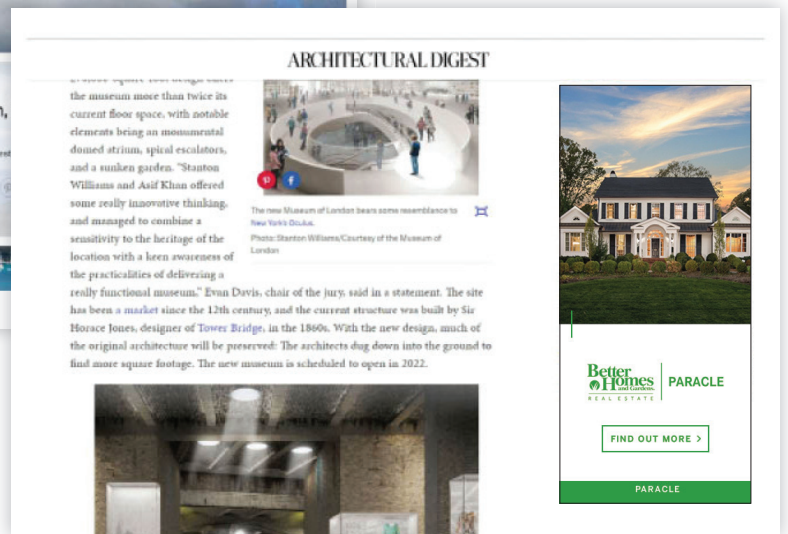 ARCHITECTURAL DIGEST
the museum more than twice its
current floor space, with notable
elements being an monumental
domed atrium, spiral escalators,
and a sunken garden. "Stanton
Williams and Asif Khan offered
some really innovative thinking,
and managed to combine a
sensitivity to the heritage of the
location with a keen awareness of
the practicalities of delivering a
really functional museum," Evan Davis, chair of the jury, said in a statement. The site
has been a market since the 12th century, and the current structure was built by Sir
Horace Jones, designer of Tower Bridge, in the 1860s. With the new design, much of
the original architecture will be preserved: The architects dug down into the ground to
find more square footage. The new museum is scheduled to open in 2022.
The new Museum of London bears some resemblance to
New York's Oculus.
Photo: Stanton Williams/Courtesy of the Museum of
London
Better
Homes
and Gardens
REAL ESTATE
PARACLE
FIND OUT MORE >
PARACLE